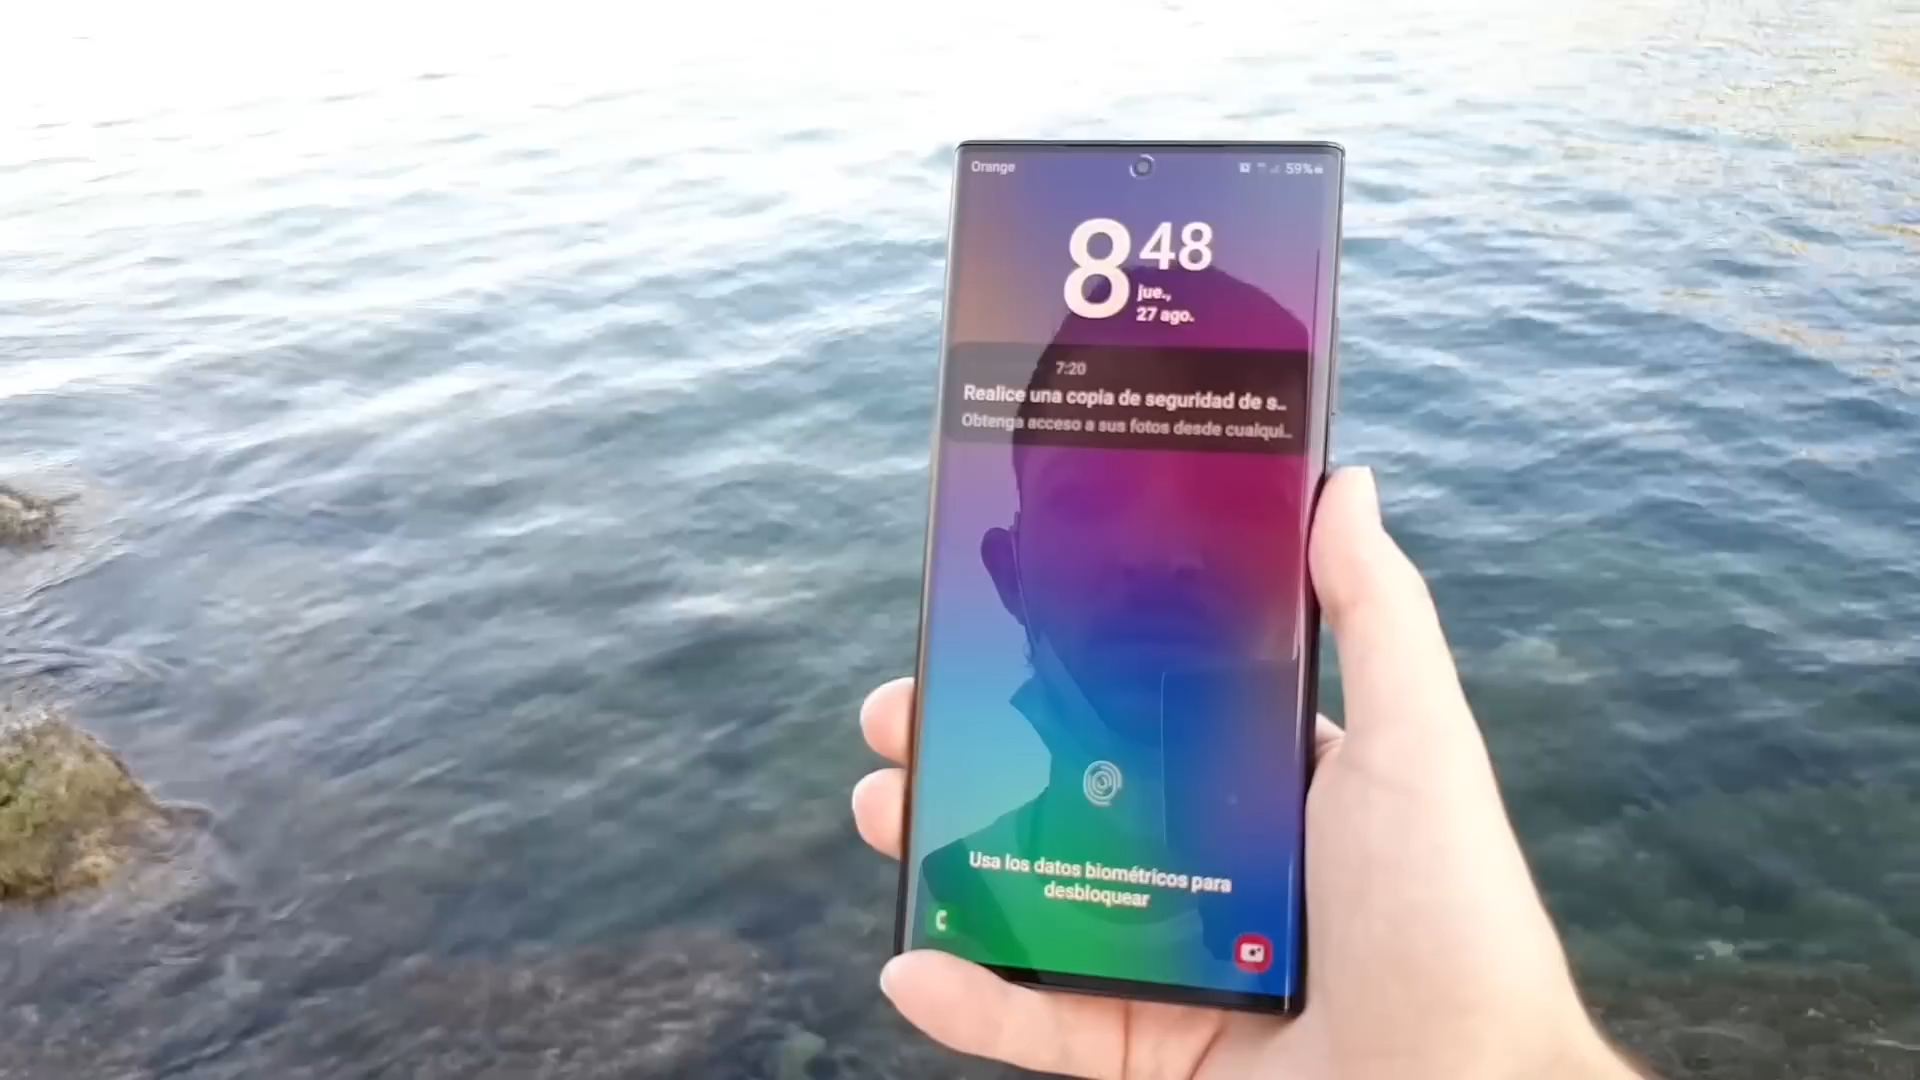 Orange
59%
8 48
jue.,
27 ago.
7:20
Realice una copia de seguridad de s..
Obtenga acceso a sus fotos desde cualqui..
Usa los datos biométricos para
desbloquear